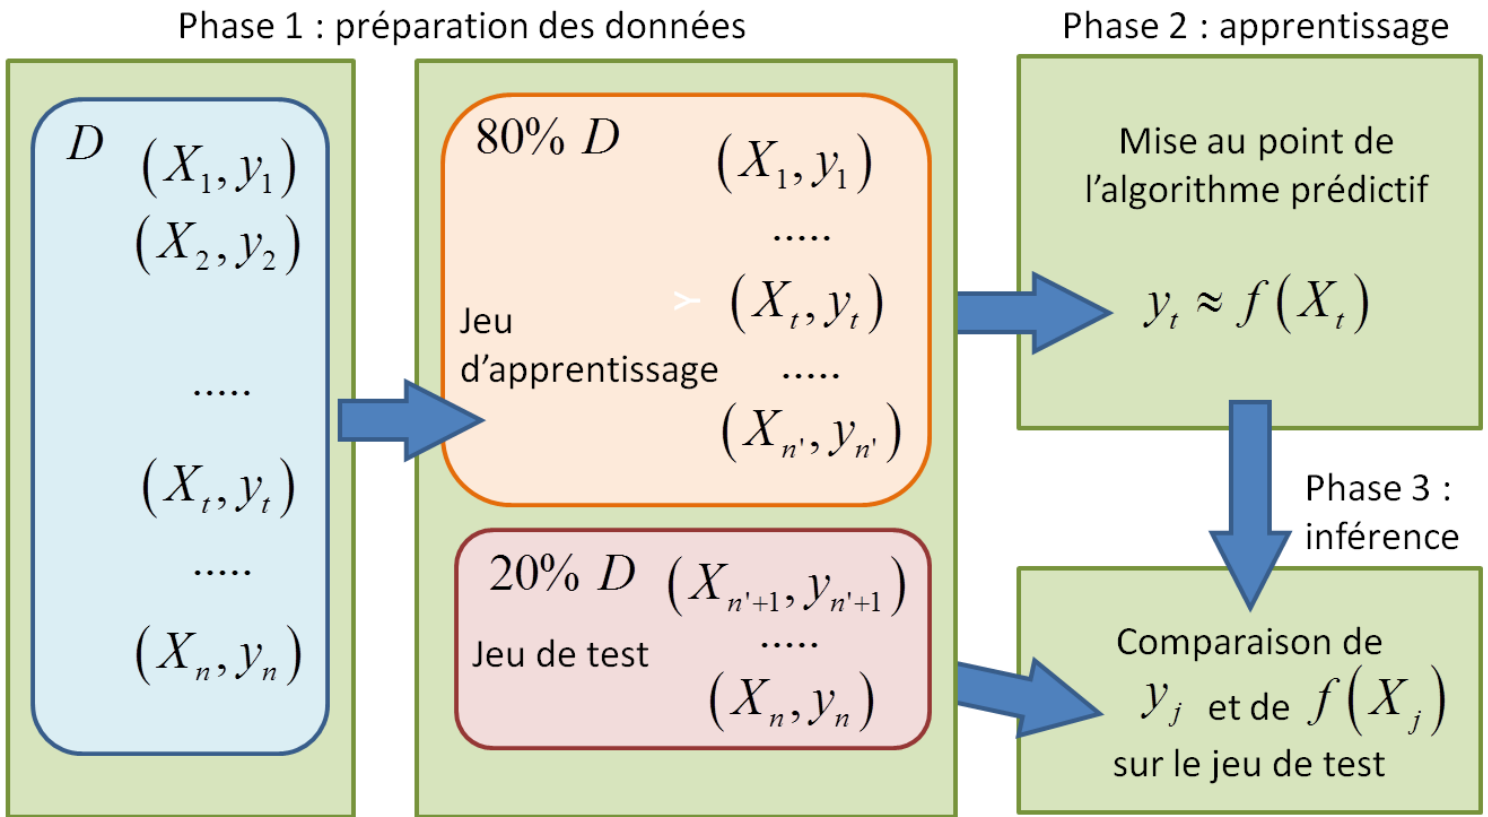 Phase 1 : préparation des données
D
(X₁, y₁)
(X₂, y₂)
.....
(Xₜ, yₜ)
.....
(Xₙ, yₙ)
80% D
(X₁, y₁)
.....
(Xₜ, yₜ)
Jeu
d'apprentissage
.....
(Xₙ', yₙ')
20% D
(Xₙ'₊₁, yₙ'₊₁)
Jeu de test
.....
(Xₙ, yₙ)
Phase 2 : apprentissage
Mise au point de
l'algorithme prédictif
yₜ ≈ f(Xₜ)
Phase 3 :
inférence
Comparaison de
yⱼ et de f(Xⱼ)
sur le jeu de test